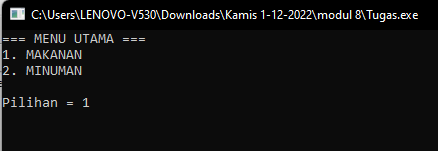 C:\Users\LENOVO-V530\Downloads\Kamis 1-12-2022\modul 8\Tugas.exe
=== MENU UTAMA ===
1. MAKANAN
2. MINUMAN
Pilihan = 1